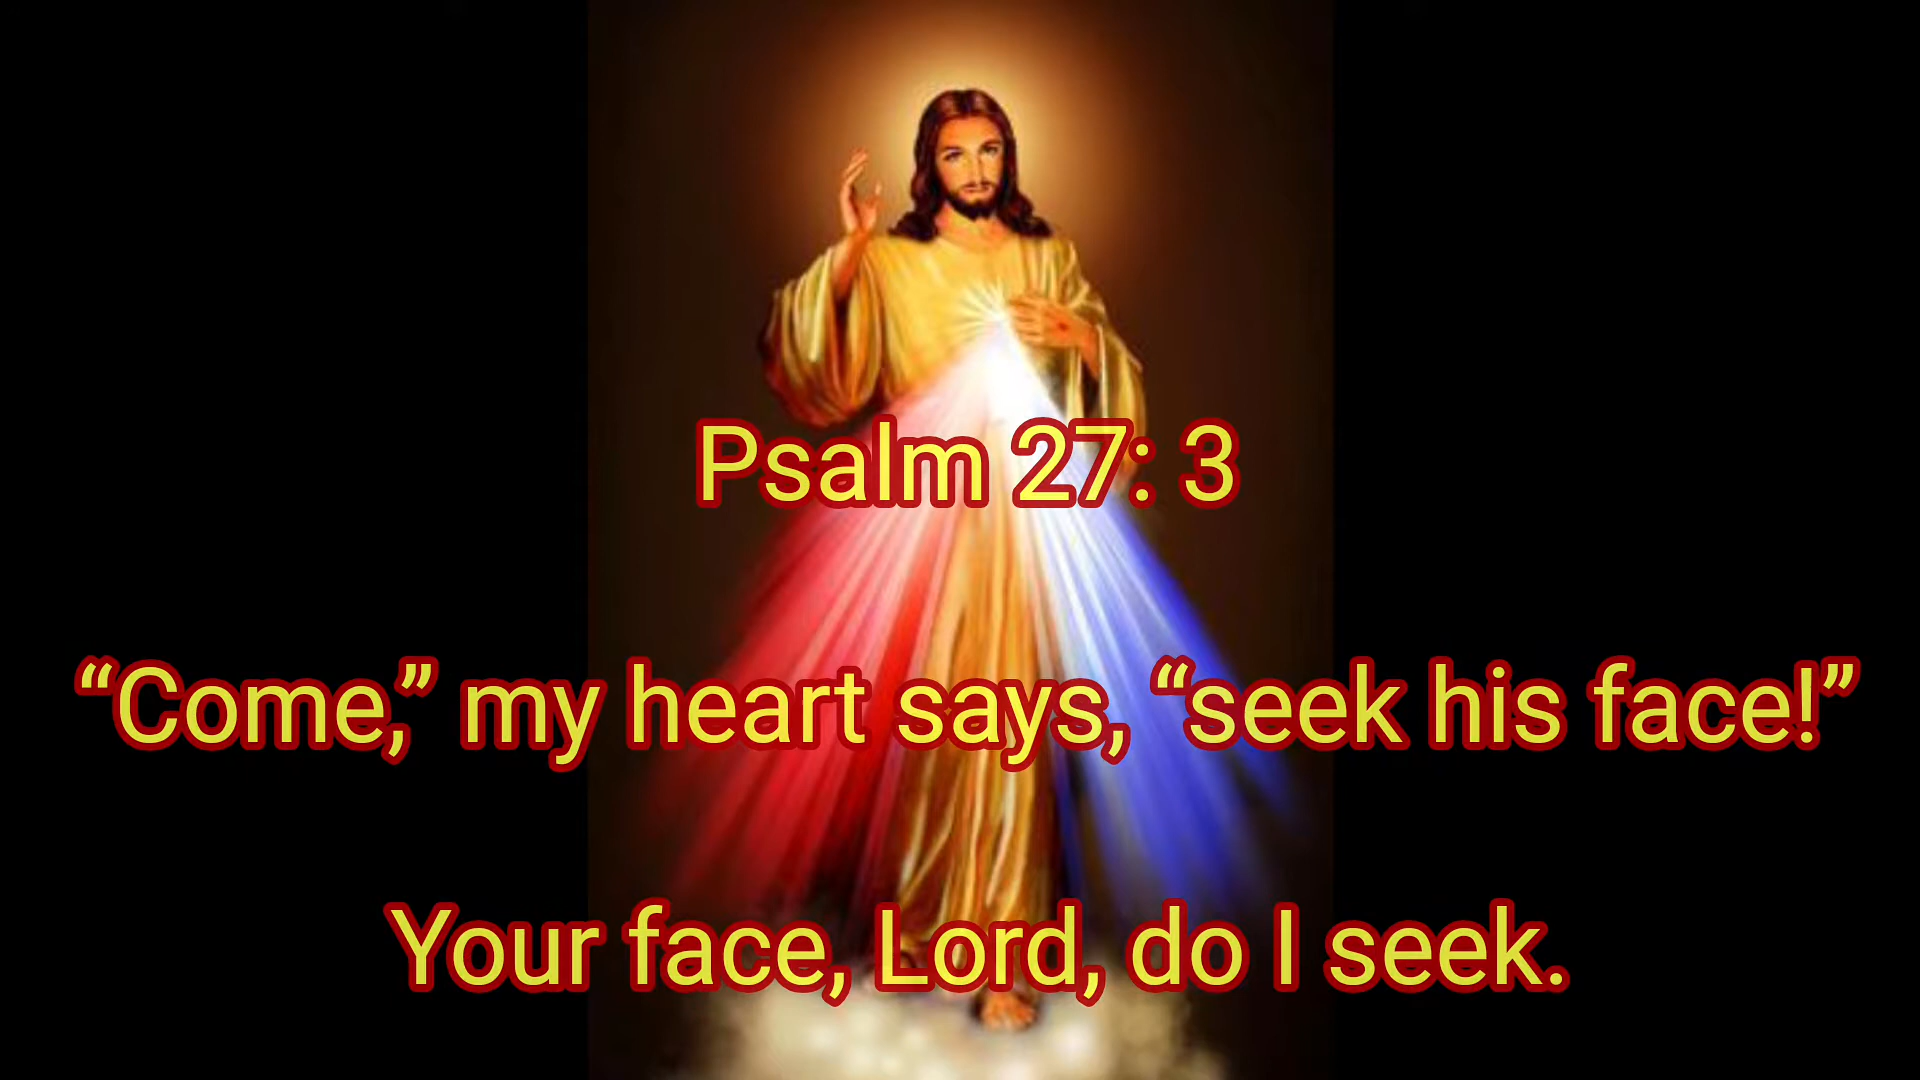 Psalm 27: 3
“Come,” my heart says, “seek his face!”
Your face, Lord, do I seek.